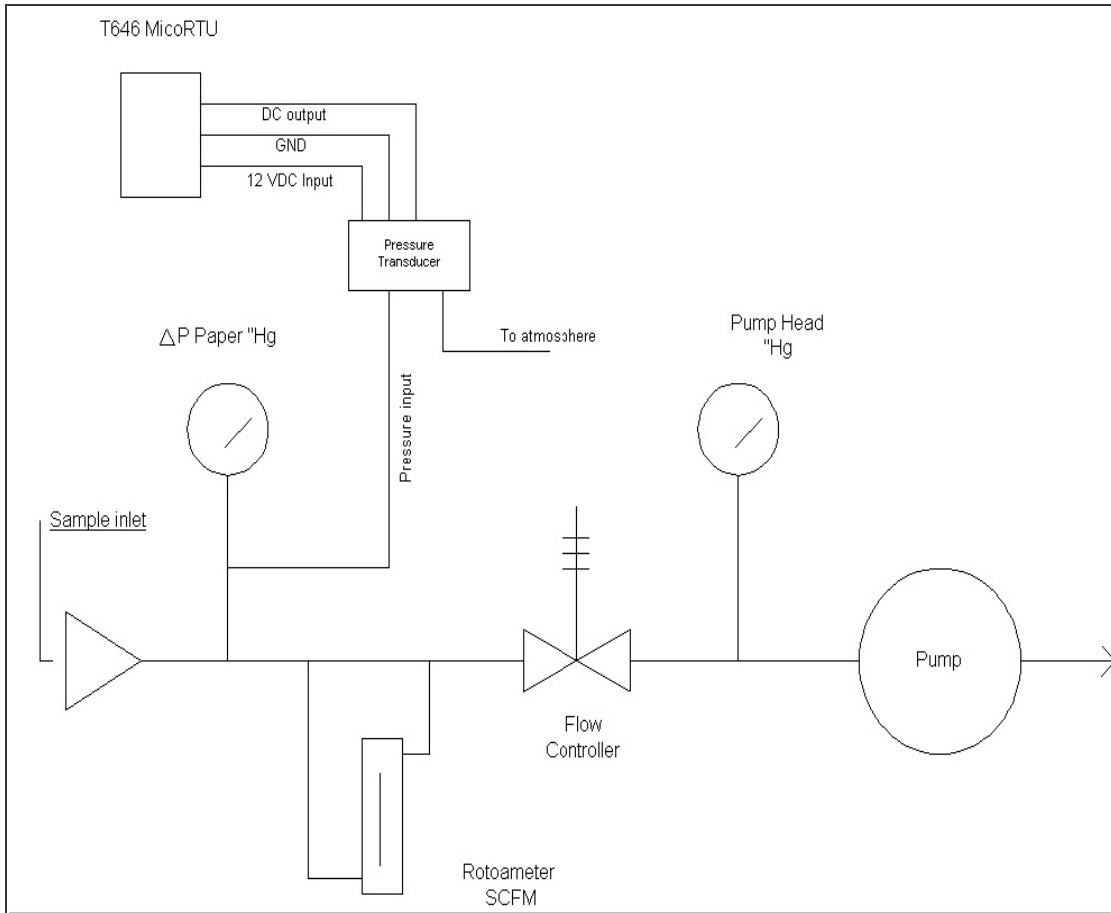 T646 MicoRTU
DC output
GND
12 VDC Input
Pressure
Transducer
△P Paper "Hg
To atmosphere
Pump Head
"Hg
Pressure input
Sample inlet
Pump
Flow
Controller
Rotoameter
SCFM